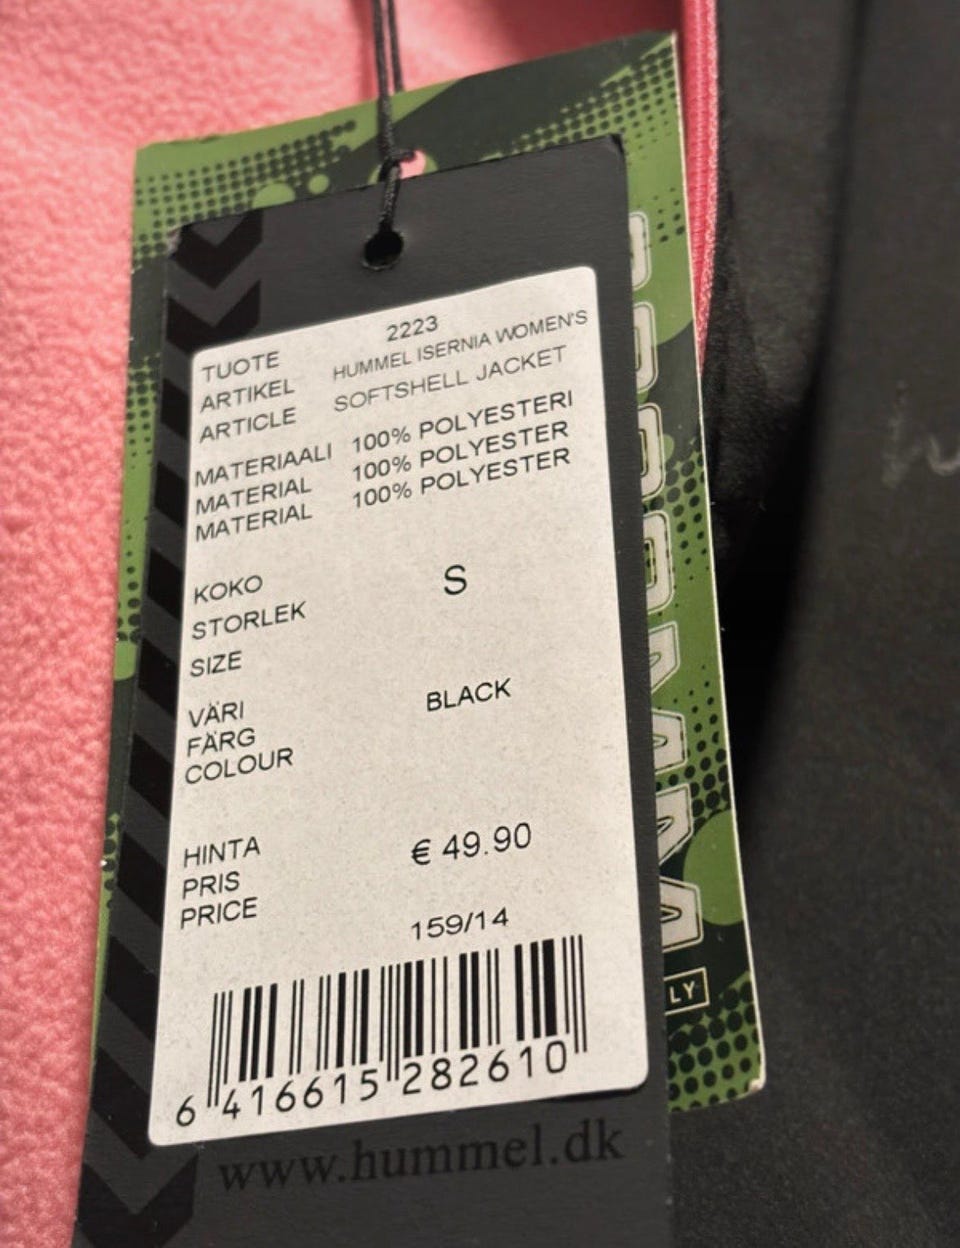 2223
TUOTE
ARTIKEL HUMMEL ISERNIA WOMEN'S
ARTICLE SOFTSHELL JACKET
MATERIAALI 100% POLYESTERI
MATERIAL 100% POLYESTER
MATERIAL 100% POLYESTER
KOKO
STORLEK S
SIZE
VÄRI
FÄRG BLACK
COLOUR
HINTA
PRIS € 49.90
PRICE
159/14
6 416615 282610
www.hummel.dk
LY